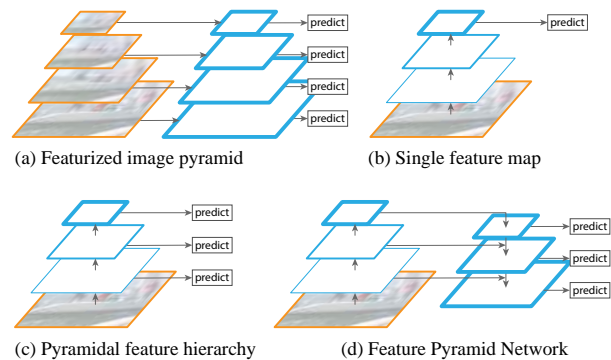 predict
predict
predict
predict
(a) Featurized image pyramid
predict
(b) Single feature map
predict
predict
predict
(c) Pyramidal feature hierarchy
predict
predict
predict
(d) Feature Pyramid Network